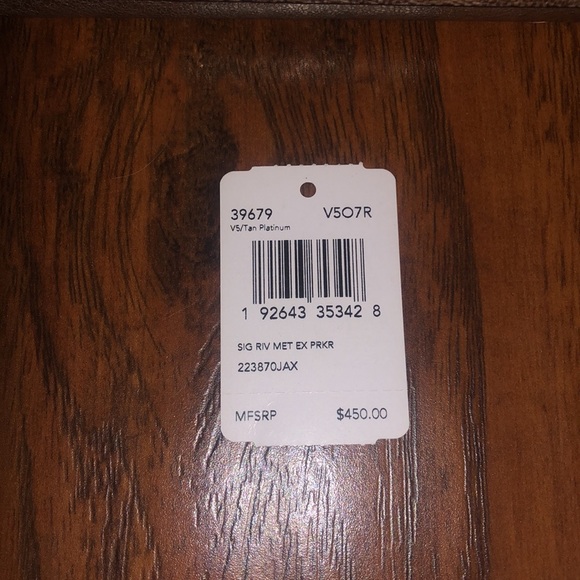 39679 V5O7R
V5/Tan Platinum
1 92643 35342 8
SIG RIV MET EX PRKR
223870JAX
MFSRP $450.00